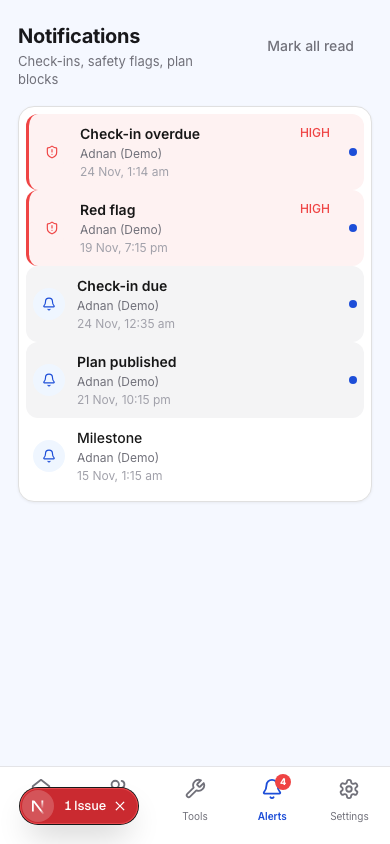 Notifications
Mark all read
Check-ins, safety flags, plan
blocks
Check-in overdue
HIGH
Adnan (Demo)
24 Nov, 1:14 am
Red flag
HIGH
Adnan (Demo)
19 Nov, 7:15 pm
Check-in due
Adnan (Demo)
24 Nov, 12:35 am
Plan published
Adnan (Demo)
21 Nov, 10:15 pm
Milestone
Adnan (Demo)
15 Nov, 1:15 am
4
N
1 Issue
Tools
Alerts
Settings